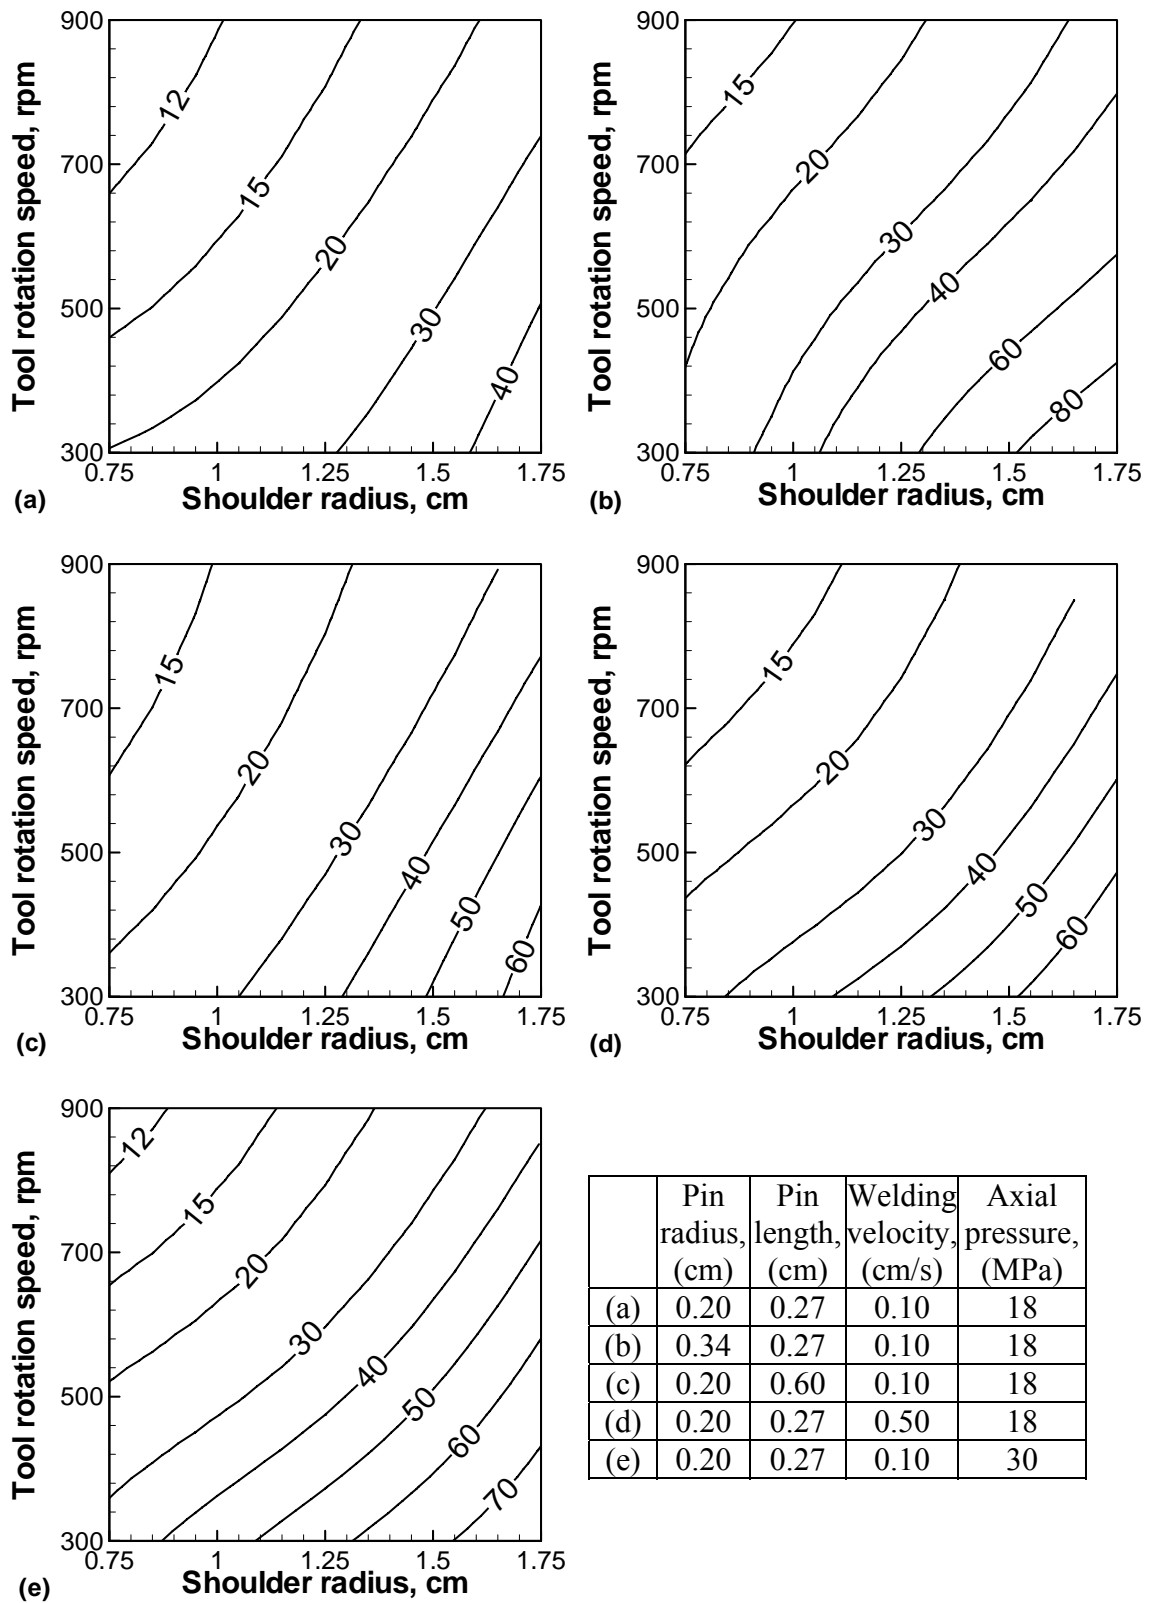 900
700
500
300
Tool rotation speed, rpm
12
15
20
30
40
0.75 1 1.25 1.5 1.75
(a) Shoulder radius, cm
900
700
500
300
Tool rotation speed, rpm
15
20
30
40
60
80
0.75 1 1.25 1.5 1.75
(b) Shoulder radius, cm
900
700
500
300
Tool rotation speed, rpm
15
20
30
40
50
60
0.75 1 1.25 1.5 1.75
(c) Shoulder radius, cm
900
700
500
300
Tool rotation speed, rpm
15
20
30
40
50
60
0.75 1 1.25 1.5 1.75
(d) Shoulder radius, cm
900
700
500
300
Tool rotation speed, rpm
12
15
20
30
40
50
60
70
0.75 1 1.25 1.5 1.75
(e) Shoulder radius, cm
Pin Pin Welding Axial
radius, length, velocity, pressure,
(cm) (cm) (cm/s) (MPa)
(a) 0.20 0.27 0.10 18
(b) 0.34 0.27 0.10 18
(c) 0.20 0.60 0.10 18
(d) 0.20 0.27 0.50 18
(e) 0.20 0.27 0.10 30